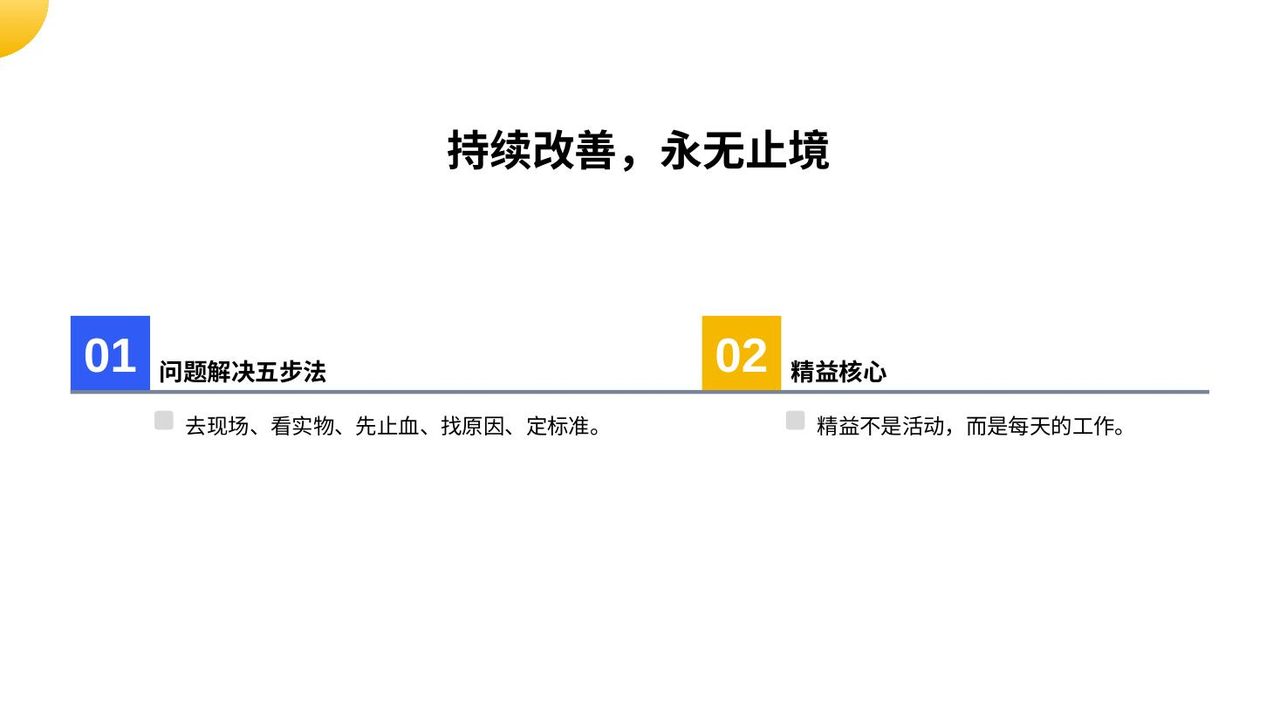 持续改善，永无止境
01
问题解决五步法
去现场、看实物、先止血、找原因、定标准。
02
精益核心
精益不是活动，而是每天的工作。